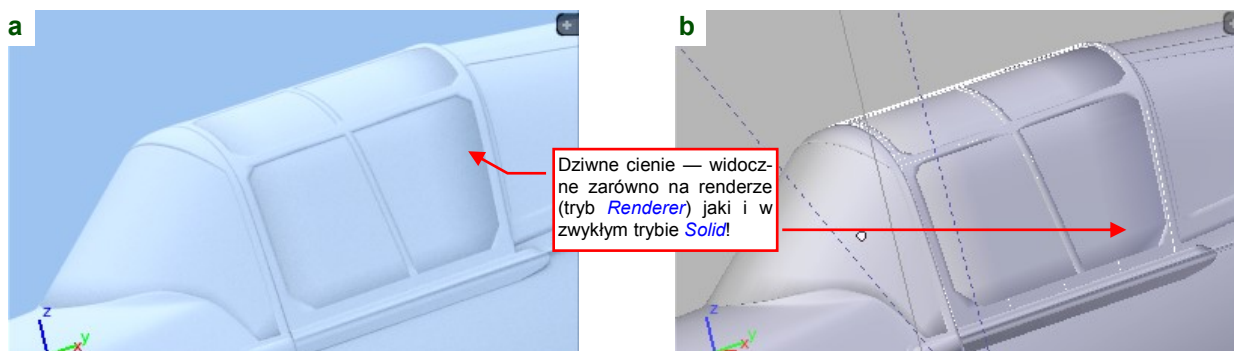 a
b
Dziwne cienie — widocz-
ne zarówno na renderze
(tryb Renderer) jaki i w
zwykłym trybie Solid!
z
y
x
z
y
x